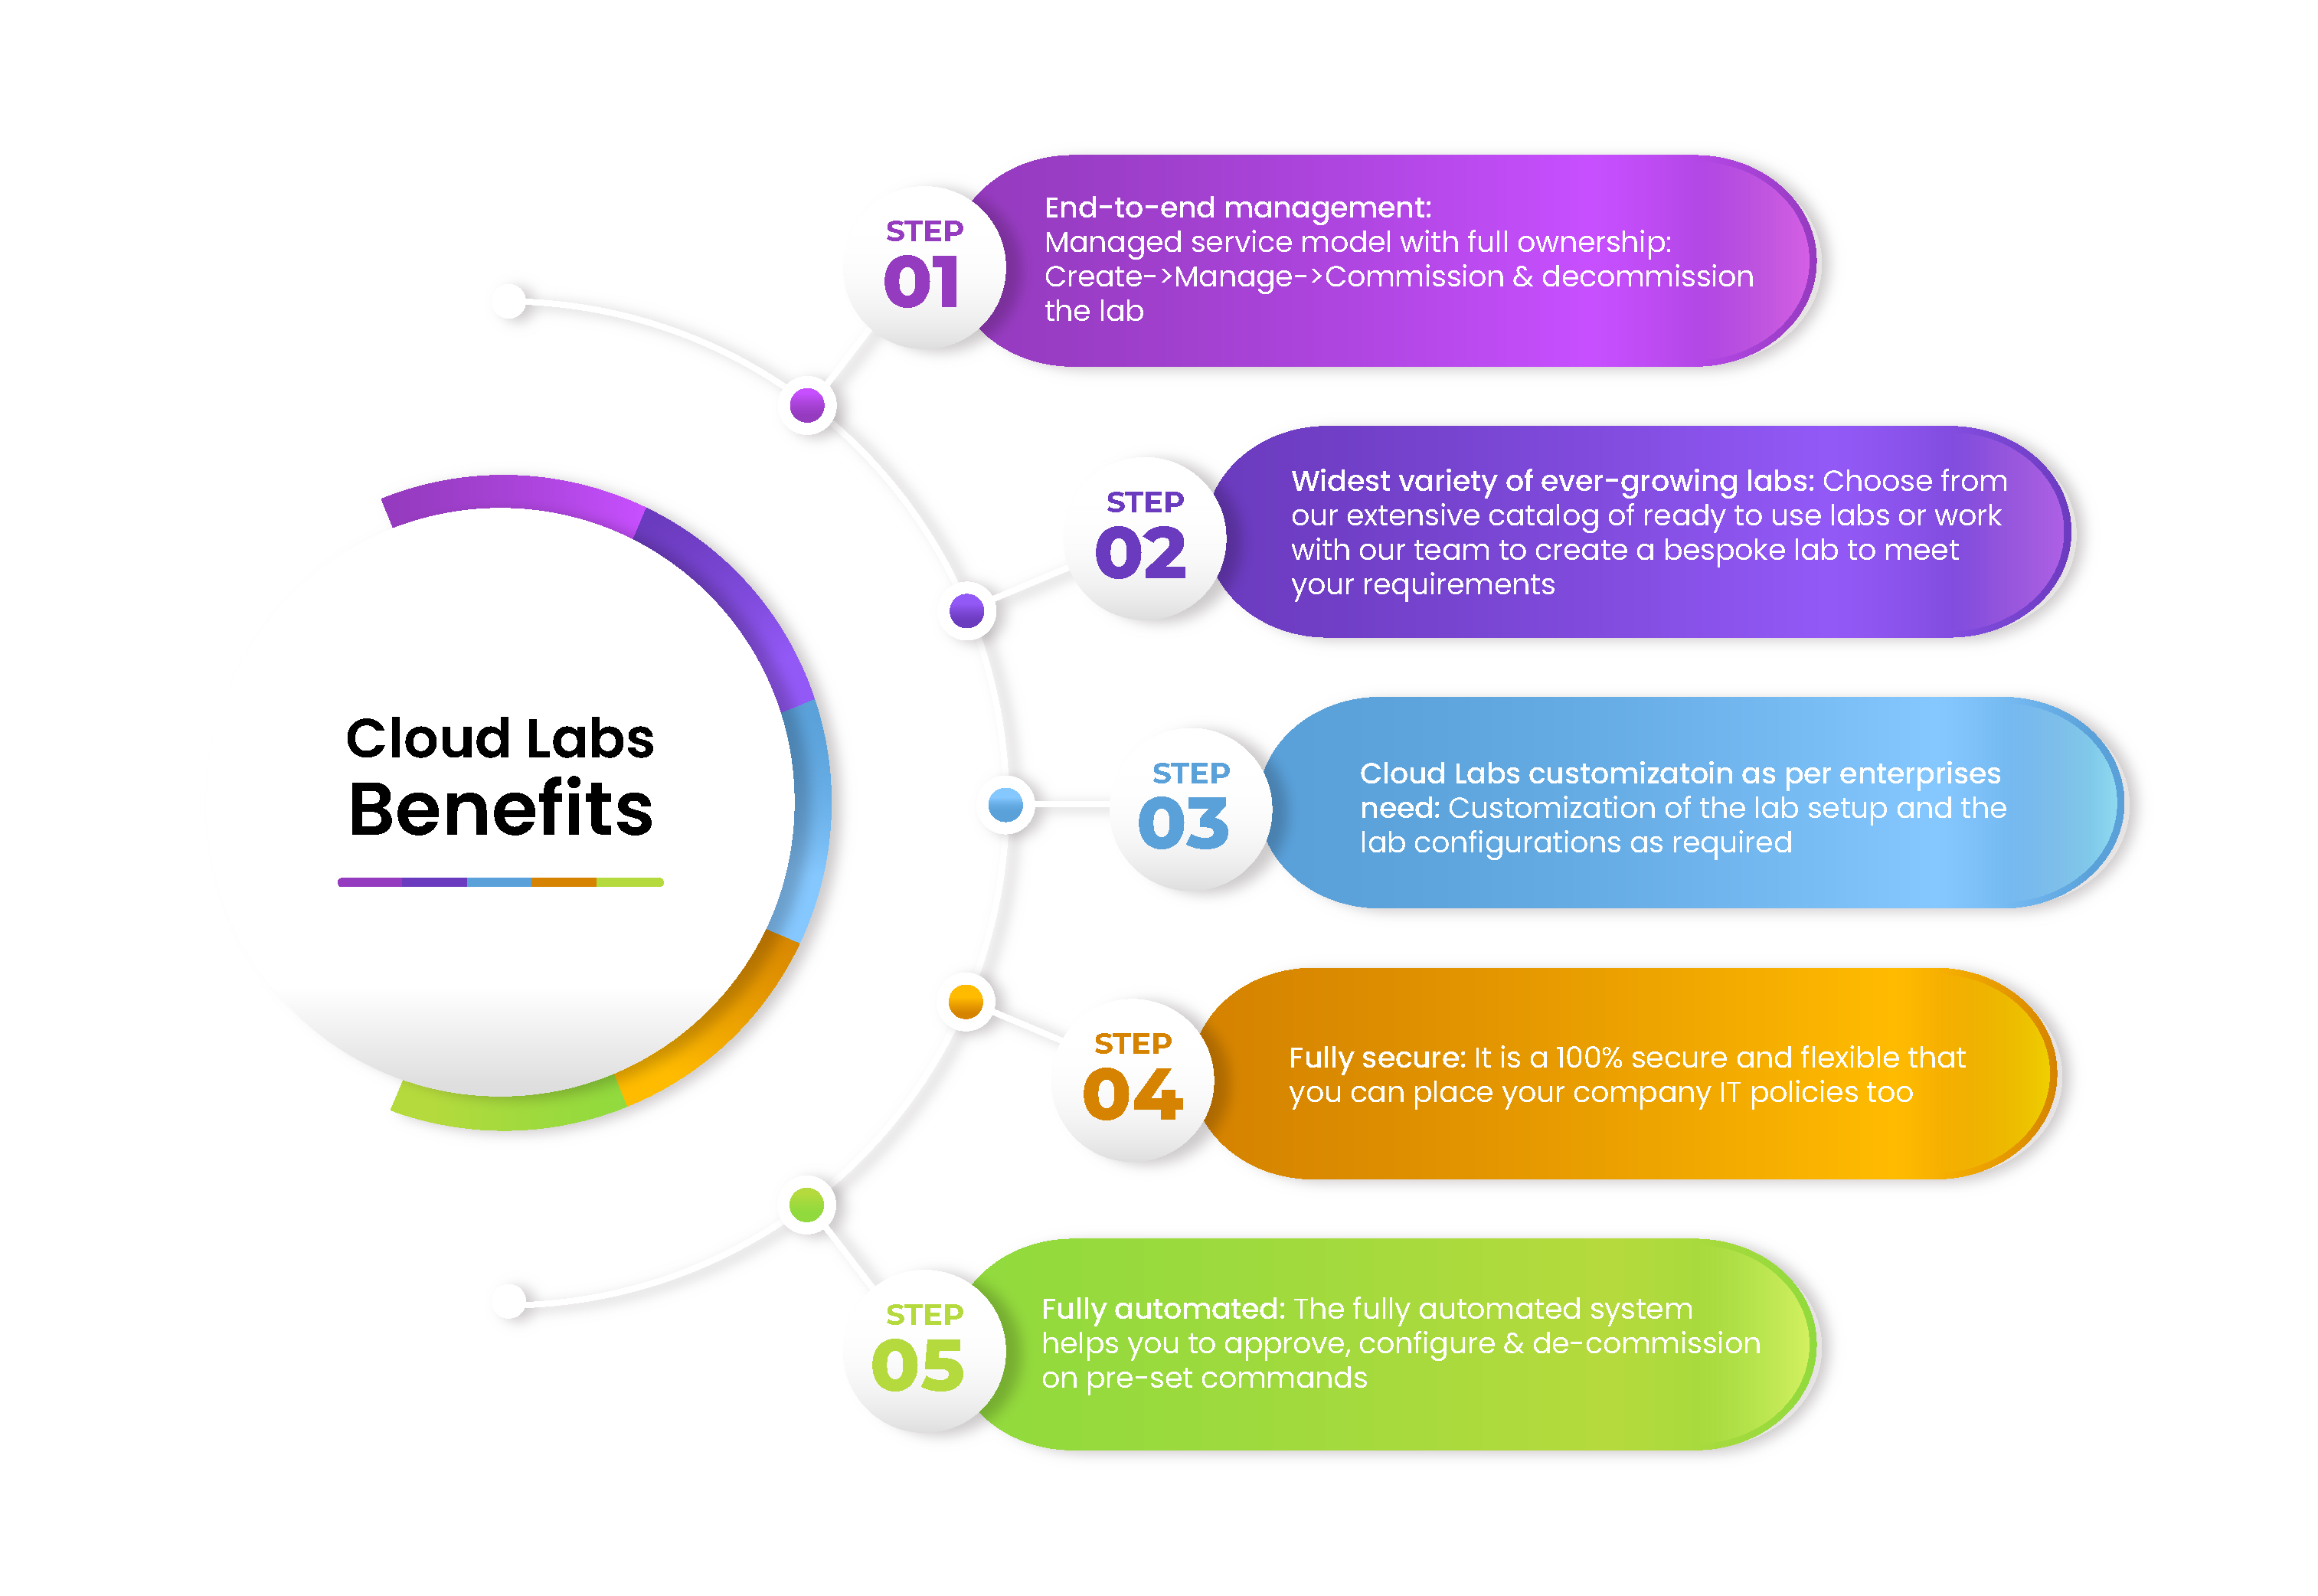 Cloud Labs
Benefits
STEP
01
End-to-end management:
Managed service model with full ownership:
Create->Manage->Commission & decommission
the lab
STEP
02
Widest variety of ever-growing labs: Choose from
our extensive catalog of ready to use labs or work
with our team to create a bespoke lab to meet
your requirements
STEP
03
Cloud Labs customizatoin as per enterprises
need: Customization of the lab setup and the
lab configurations as required
STEP
04
Fully secure: It is a 100% secure and flexible that
you can place your company IT policies too
STEP
05
Fully automated: The fully automated system
helps you to approve, configure & de-commission
on pre-set commands